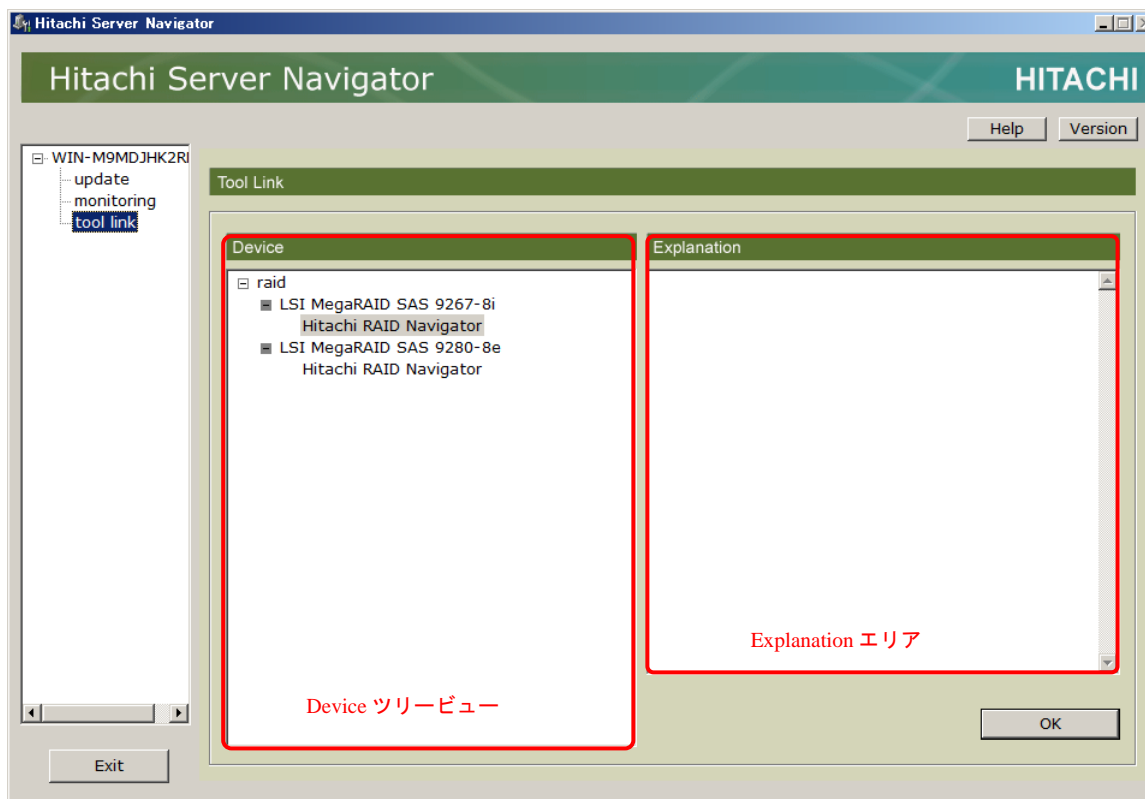 Hitachi Server Navigator
Hitachi Server Navigator
HITACHI
Help
Version
WIN-M9MDJHK2R
update
monitoring
tool link
Tool Link
Device
raid
LSI MegaRAID SAS 9267-8i
Hitachi RAID Navigator
LSI MegaRAID SAS 9280-8e
Hitachi RAID Navigator
Device ツリービュー
Explanation
Explanation エリア
OK
Exit